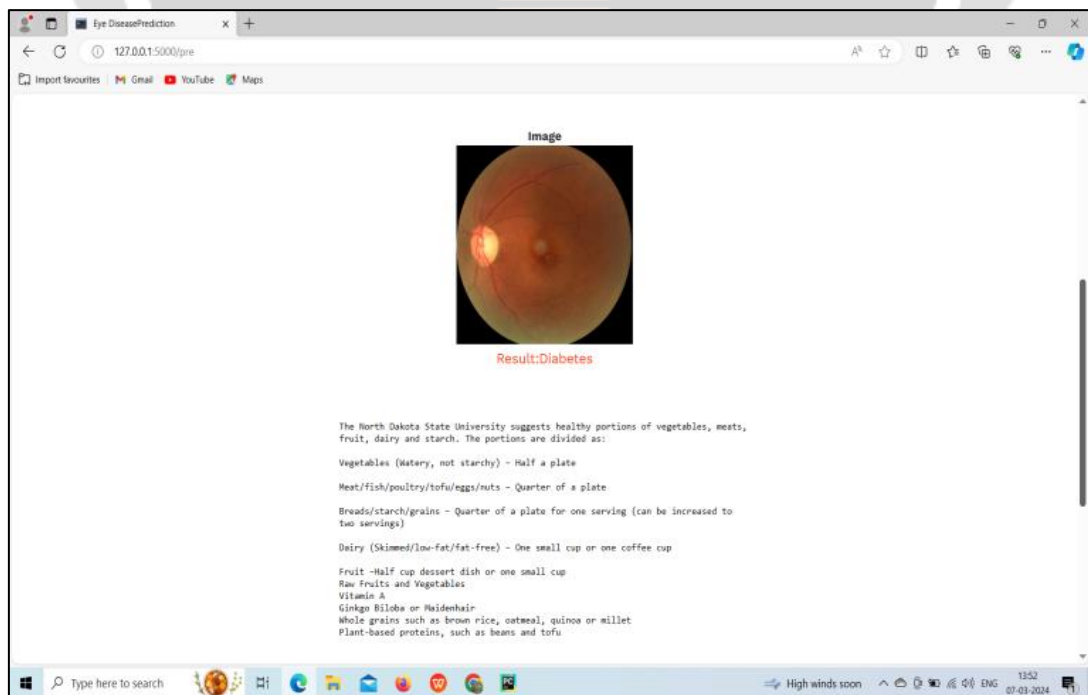 Eye DiseasePrediction
127.0.0.1:5000/pre
Import favourites Gmail YouTube Maps
Image
Result:Diabetes
The North Dakota State University suggests healthy portions of vegetables, meats,
fruit, dairy and starch. The portions are divided as:
Vegetables (Watery, not starchy) – Half a plate
Meat/fish/poultry/tofu/eggs/nuts – Quarter of a plate
Breads/starch/grains – Quarter of a plate for one serving (can be increased to
two servings)
Dairy (Skimmed/low-fat/fat-free) – One small cup or one coffee cup
Fruit –Half cup dessert dish or one small cup
Raw Fruits and Vegetables
Vitamin A
Ginkgo Biloba or Maidenhair
Whole grains such as brown rice, oatmeal, quinoa or millet
Plant-based proteins, such as beans and tofu
Type here to search
High winds soon
ENG
13:52
07-03-2024